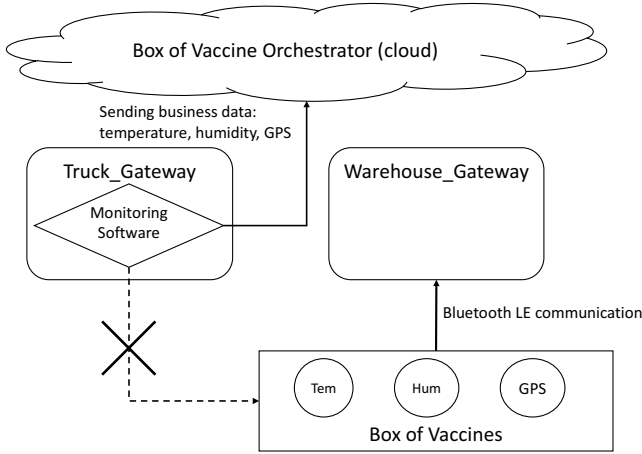 Box of Vaccine Orchestrator (cloud)
Sending business data:
temperature, humidity, GPS
Truck_Gateway
Warehouse_Gateway
Monitoring
Software
Bluetooth LE communication
Tem
Hum
GPS
Box of Vaccines